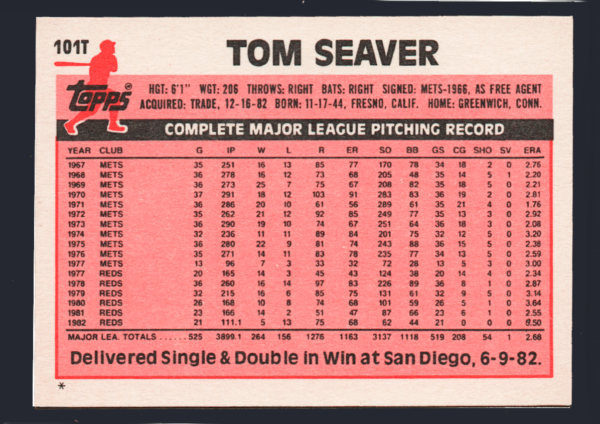 101T TOM SEAVER
Topps
HGT: 6'1" WGT: 206 THROWS: RIGHT BATS: RIGHT SIGNED: METS-1966, AS FREE AGENT
ACQUIRED: TRADE, 12-16-82 BORN: 11-17-44, FRESNO, CALIF. HOME: GREENWICH, CONN.
COMPLETE MAJOR LEAGUE PITCHING RECORD
YEAR CLUB G IP W L R ER SO BB GS CG SHO SV ERA
1967 METS 35 251 16 13 85 77 170 78 34 18 2 0 2.76
1968 METS 36 278 16 12 73 68 205 48 35 14 5 1 2.20
1969 METS 36 273 25 7 75 67 208 82 35 18 5 0 2.21
1970 METS 37 291 18 12 103 91 283 83 36 19 2 0 2.81
1971 METS 36 286 20 10 61 56 289 61 35 21 4 0 1.76
1972 METS 35 262 21 12 92 85 249 77 35 13 3 0 2.92
1973 METS 36 290 19 10 74 67 251 64 36 18 3 0 2.08
1974 METS 32 236 11 11 89 84 201 75 32 12 5 0 3.20
1975 METS 36 280 22 9 81 74 243 88 36 15 5 0 2.38
1976 METS 35 271 14 11 83 78 235 77 34 13 5 0 2.59
1977 METS 13 96 7 3 33 32 72 28 13 5 3 0 3.00
1977 REDS 20 165 14 3 45 43 124 38 20 14 4 0 2.34
1978 REDS 36 260 16 14 97 83 226 89 36 8 1 0 2.87
1979 REDS 32 215 16 6 85 75 131 61 32 9 5 0 3.14
1980 REDS 26 168 10 8 74 68 101 59 26 5 1 0 3.64
1981 REDS 23 166 14 2 51 47 87 66 23 6 1 0 2.55
1982 REDS 21 111.1 5 13 75 68 62 44 21 0 0 0 5.50
MAJOR LEA. TOTALS ...... 525 3899.1 264 156 1276 1163 3137 1118 519 208 54 1 2.68
Delivered Single & Double in Win at San Diego, 6-9-82.
*